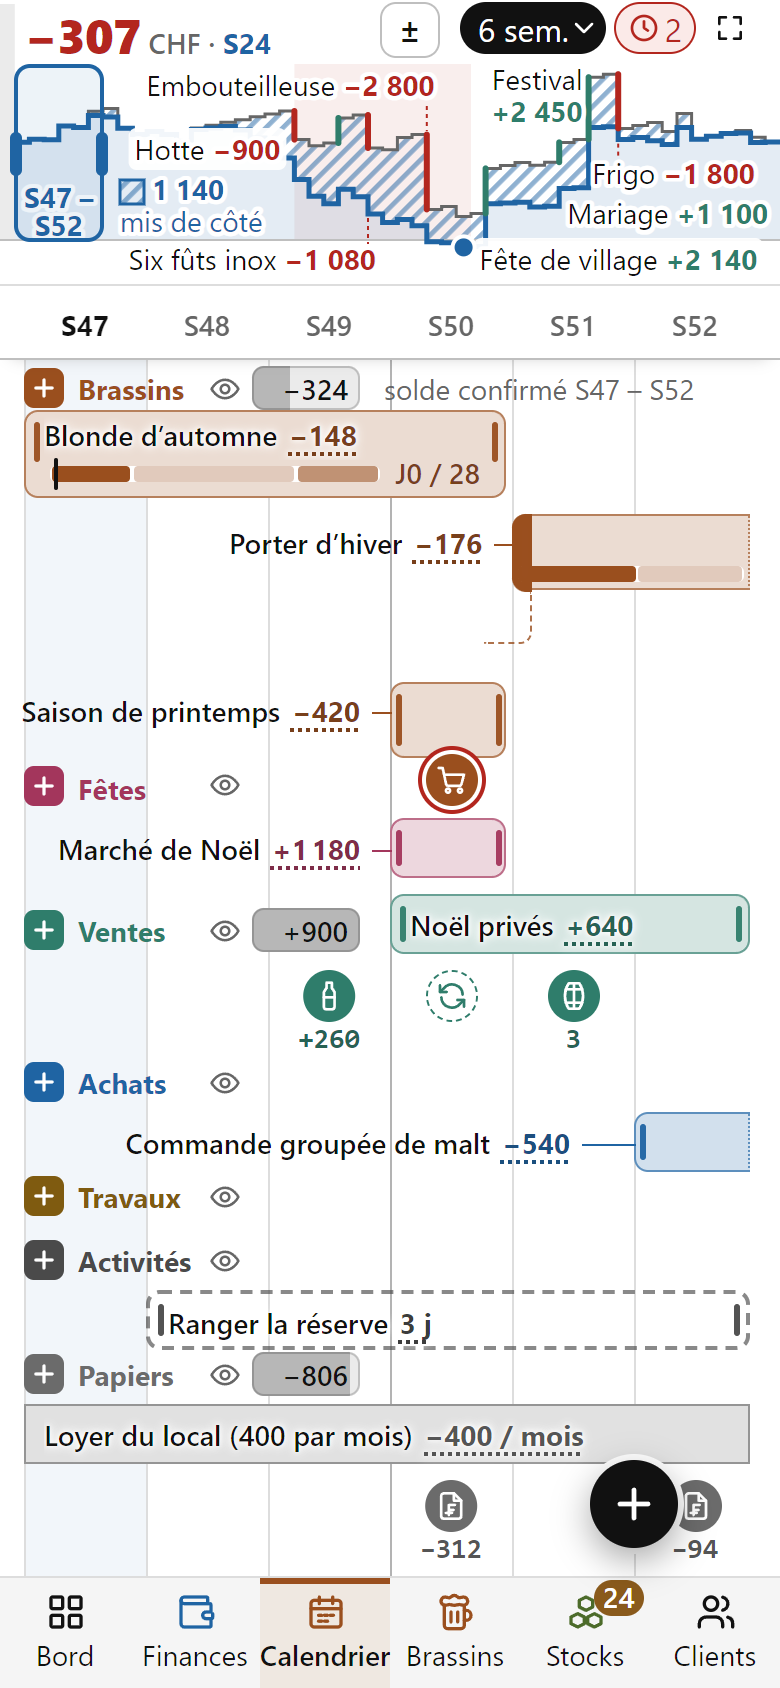 −307 CHF · S24
±
6 sem.
2
Embouteilleuse −2 800
Festival
+2 450
Hotte −900
Frigo −1 800
S47 –
S52
1 140
mis de côté
Mariage +1 100
Six fûts inox −1 080
Fête de village +2 140
S47 S48 S49 S50 S51 S52
Brassins −324 solde confirmé S47 – S52
Blonde d’automne −148
J0 / 28
Porter d’hiver −176
Saison de printemps −420
Fêtes
Marché de Noël +1 180
Ventes +900
Noël privés +640
+260 3
Achats
Commande groupée de malt −540
Travaux
Activités
Ranger la réserve 3 j
Papiers −806
Loyer du local (400 par mois) −400 / mois
−312 −94
24
Bord Finances Calendrier Brassins Stocks Clients